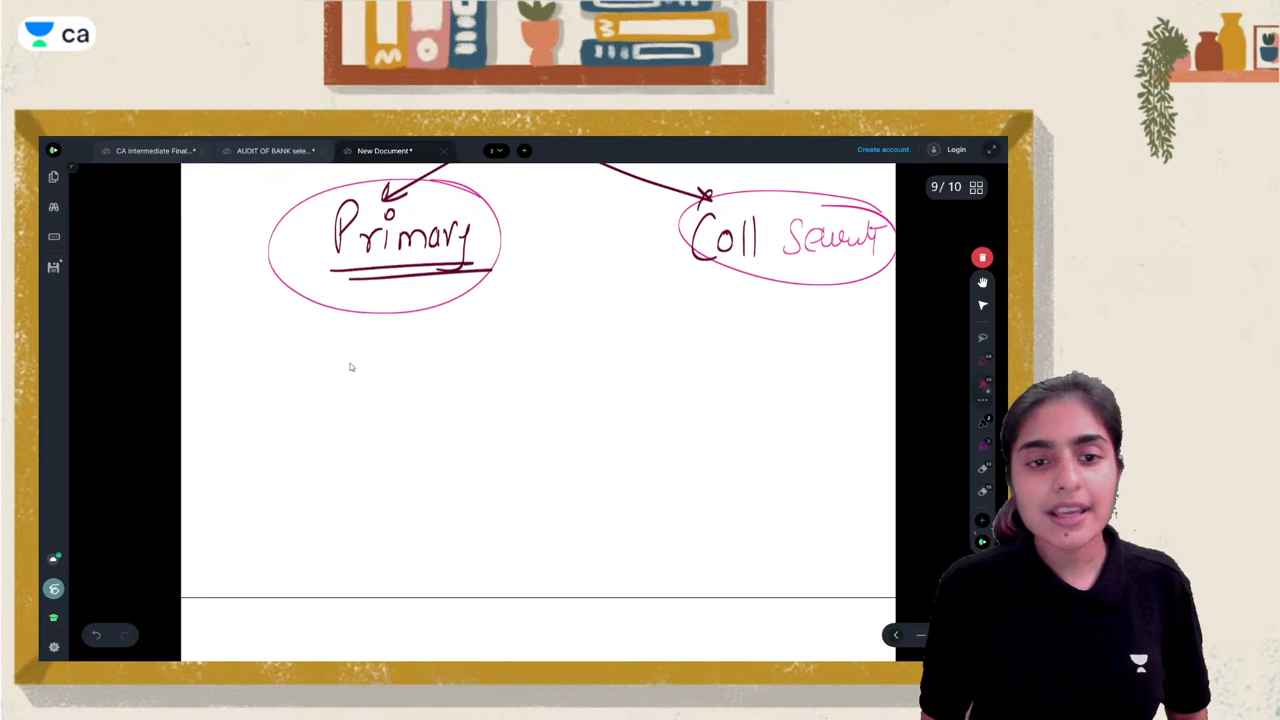 ca
CA Intermediate Final...*
AUDIT OF BANK sele...*
New Document*
Create account
Login
9/ 10
Primary
Coll Securit